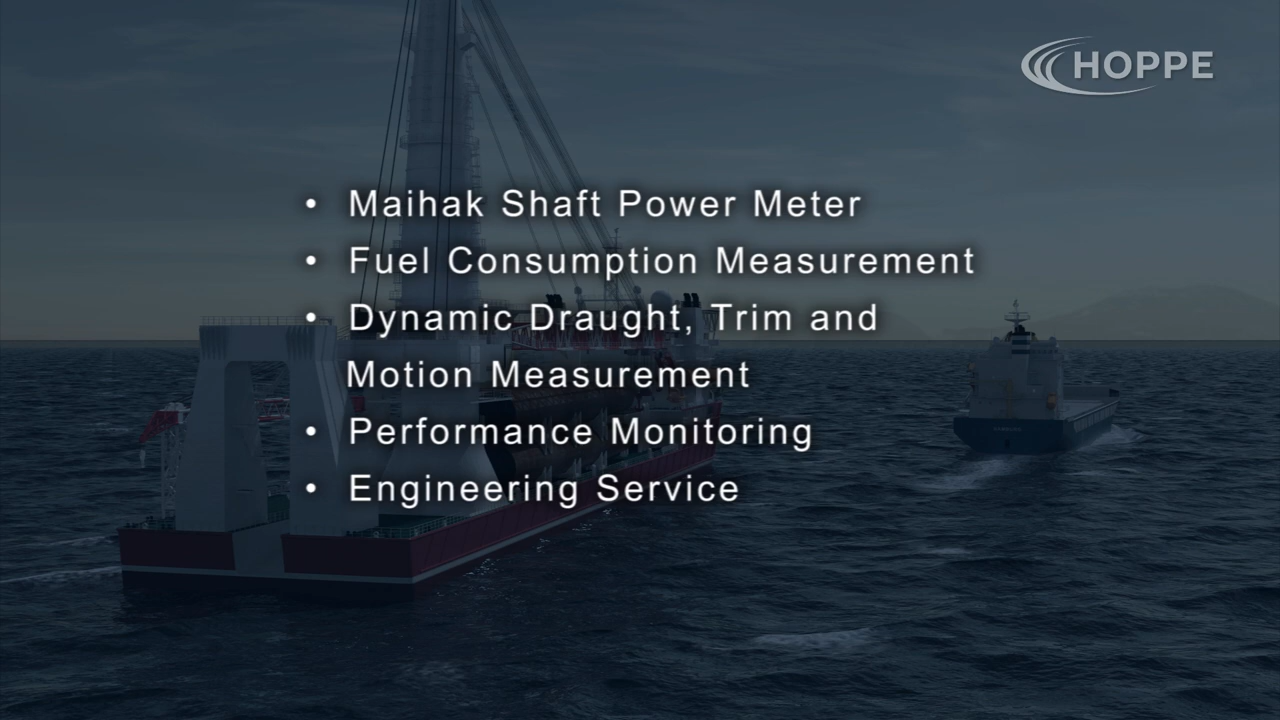 HOPPE
• Maihak Shaft Power Meter
• Fuel Consumption Measurement
• Dynamic Draught, Trim and
Motion Measurement
• Performance Monitoring
• Engineering Service